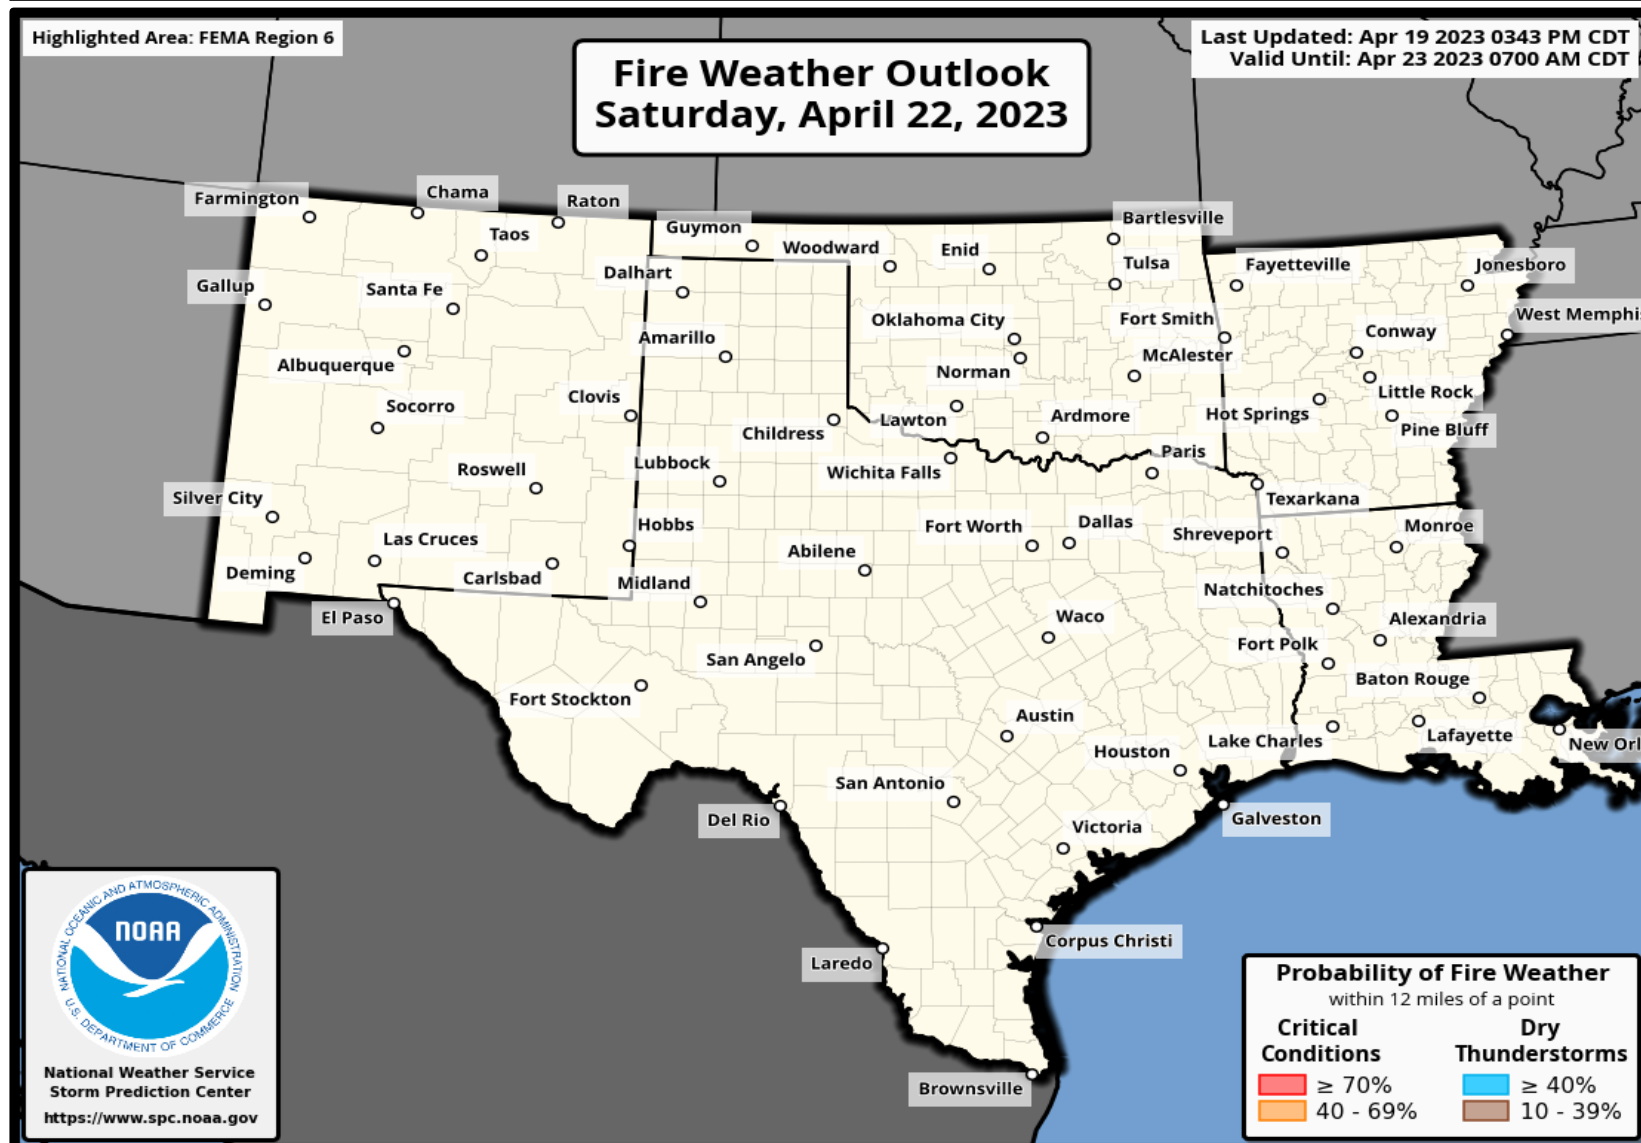 Highlighted Area: FEMA Region 6
Last Updated: Apr 19 2023 0343 PM CDT
Valid Until: Apr 23 2023 0700 AM CDT
Fire Weather Outlook
Saturday, April 22, 2023
Farmington
Chama
Raton
Taos
Guymon
Woodward
Enid
Bartlesville
Tulsa
Fayetteville
Jonesboro
Gallup
Santa Fe
Dalhart
Amarillo
Oklahoma City
Fort Smith
Conway
West Memphis
Albuquerque
Norman
McAlester
Little Rock
Socorro
Clovis
Childress
Lawton
Ardmore
Hot Springs
Pine Bluff
Roswell
Lubbock
Wichita Falls
Paris
Texarkana
Silver City
Las Cruces
Hobbs
Abilene
Fort Worth
Dallas
Shreveport
Monroe
Deming
Carlsbad
Midland
Natchitoches
El Paso
Waco
Alexandria
San Angelo
Fort Polk
Fort Stockton
Baton Rouge
Austin
Houston
Lake Charles
Lafayette
New Orl
San Antonio
Del Rio
Victoria
Galveston
Corpus Christi
Laredo
Brownsville
NATIONAL OCEANIC AND ATMOSPHERIC ADMINISTRATION
NOAA
U.S. DEPARTMENT OF COMMERCE
National Weather Service
Storm Prediction Center
https://www.spc.noaa.gov
Probability of Fire Weather
within 12 miles of a point
Critical Conditions
≥ 70%
40 - 69%
Dry Thunderstorms
≥ 40%
10 - 39%